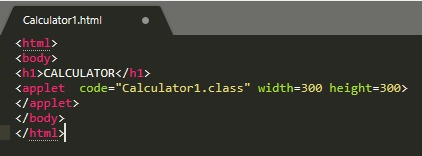 Calculator1.html
<html>
<body>
<h1>CALCULATOR</h1>
<applet  code="Calculator1.class" width=300 height=300>
</applet>
</body>
</html>